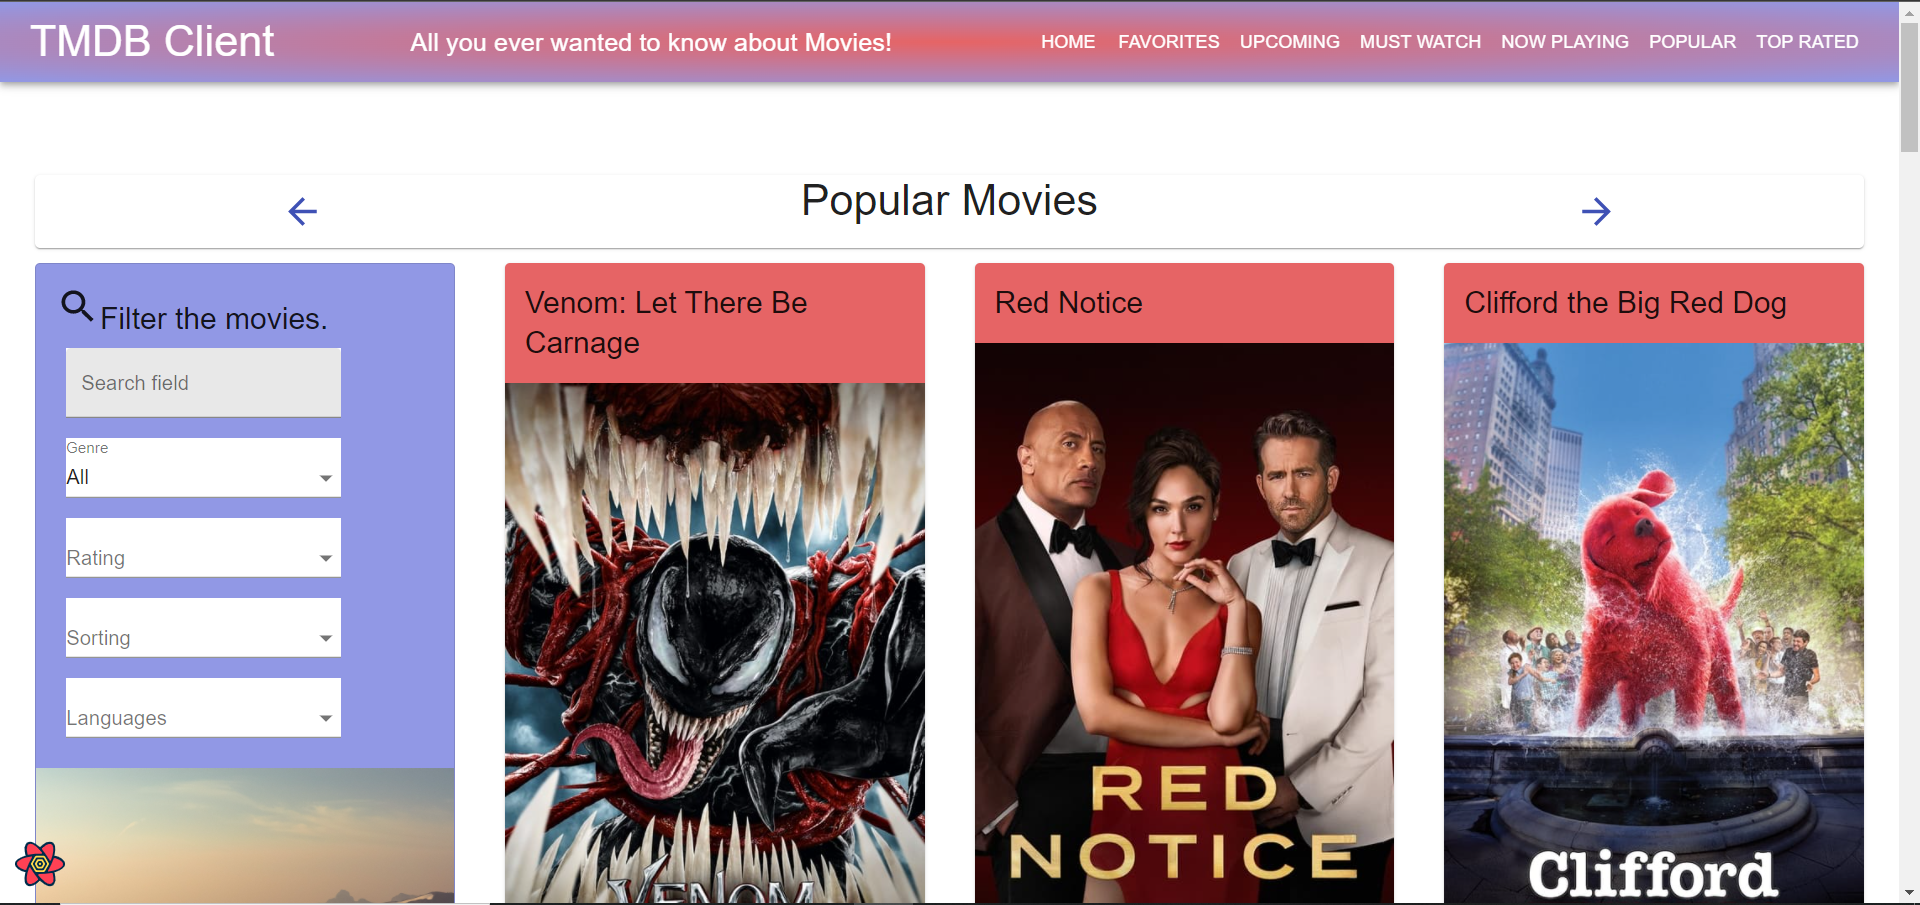 TMDB Client
All you ever wanted to know about Movies!
HOME FAVORITES UPCOMING MUST WATCH NOW PLAYING POPULAR TOP RATED
Popular Movies
Filter the movies.
Search field
Genre
All
Rating
Sorting
Languages
Venom: Let There Be
Carnage
VENOM
Red Notice
RED
NOTICE
Clifford the Big Red Dog
Clifford